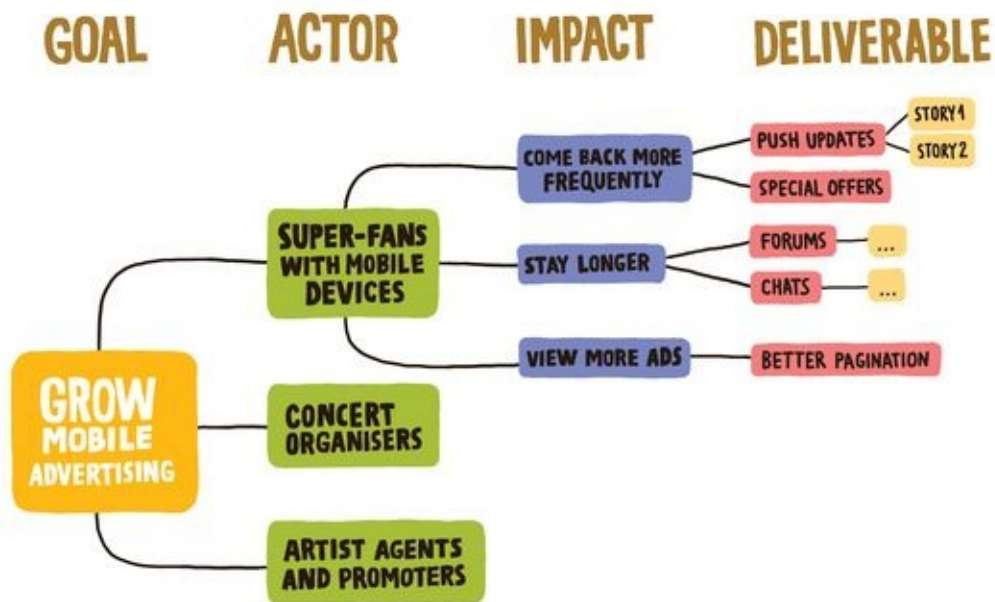 GOAL
ACTOR
IMPACT
DELIVERABLE
GROW
MOBILE
ADVERTISING
SUPER-FANS
WITH MOBILE
DEVICES
COME BACK MORE
FREQUENTLY
PUSH UPDATES
STORY1
STORY2
SPECIAL OFFERS
STAY LONGER
FORUMS
...
CHATS
...
VIEW MORE ADS
BETTER PAGINATION
CONCERT
ORGANISERS
ARTIST AGENTS
AND PROMOTERS